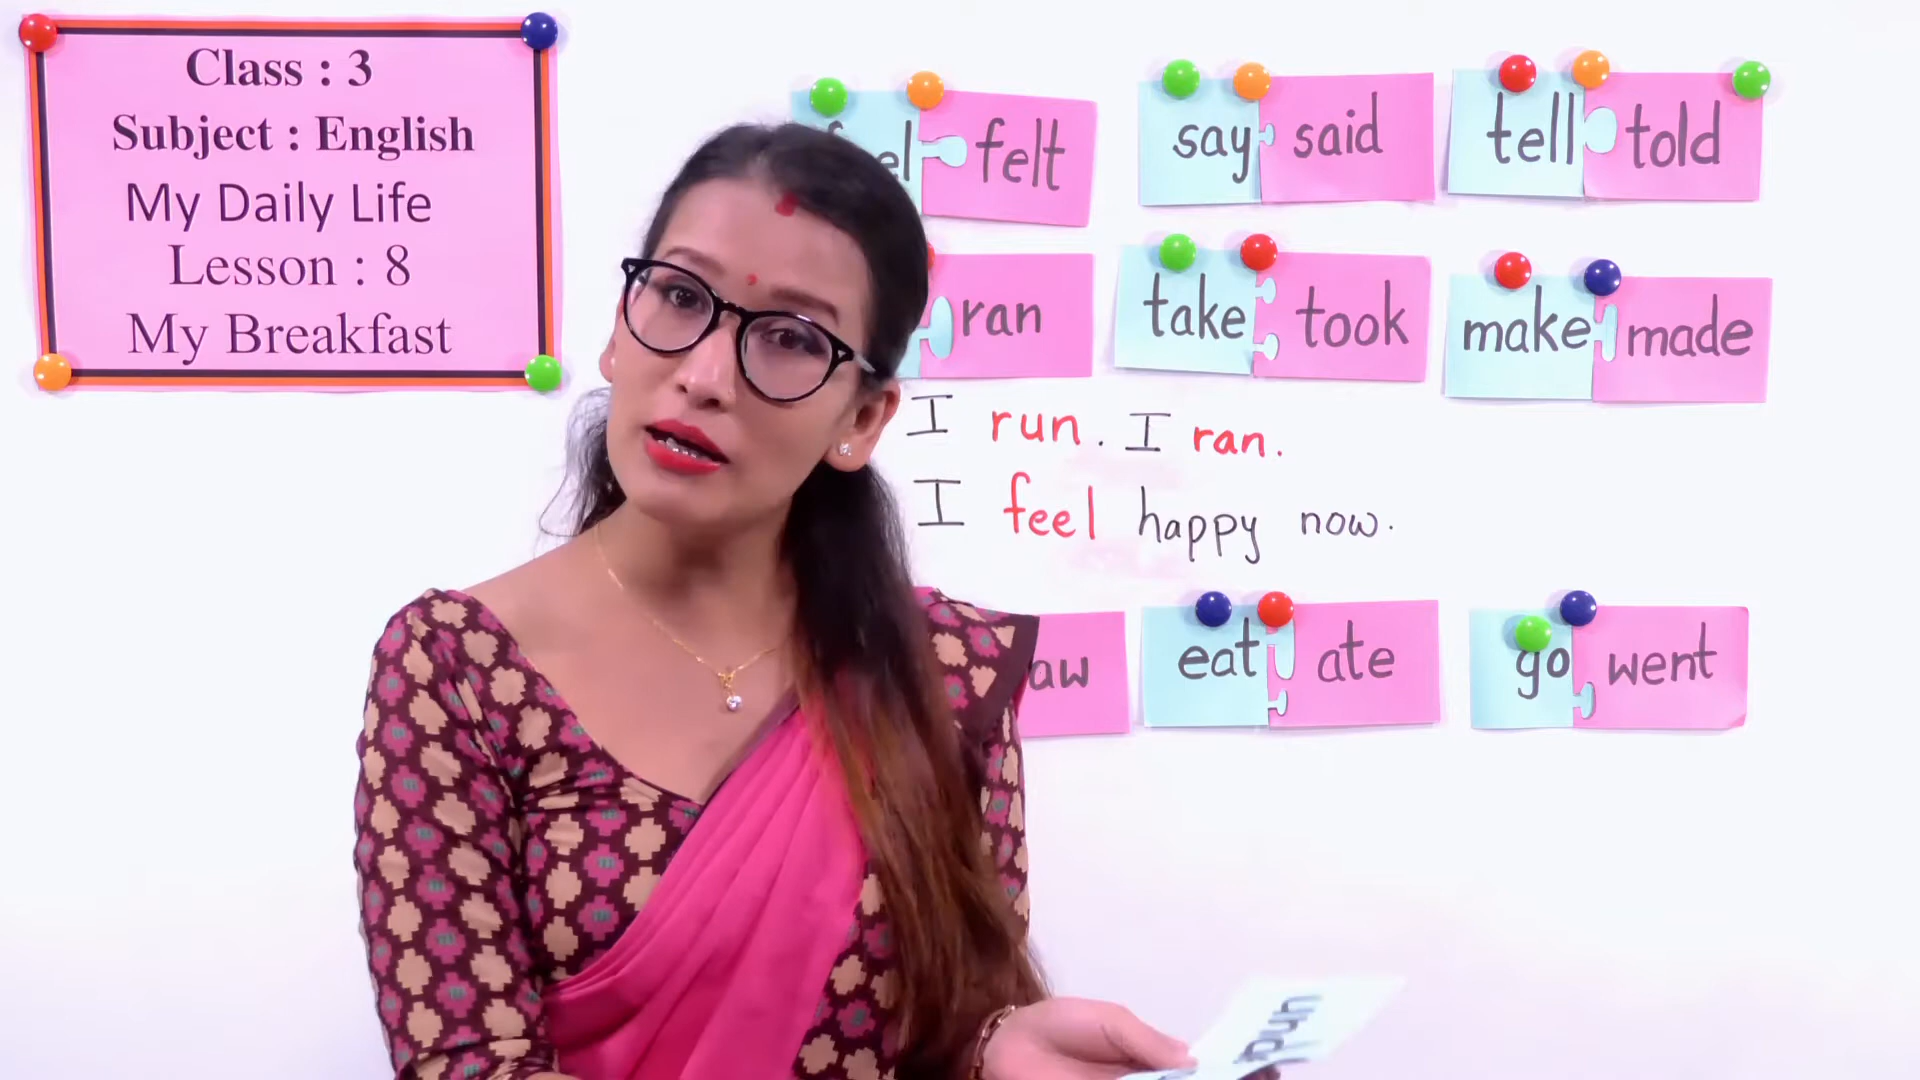 Class : 3
Subject : English
My Daily Life
Lesson : 8
My Breakfast
felt
say said
tell told
ran
take took
make made
I run. I ran.
I feel happy now.
eat ate
go went